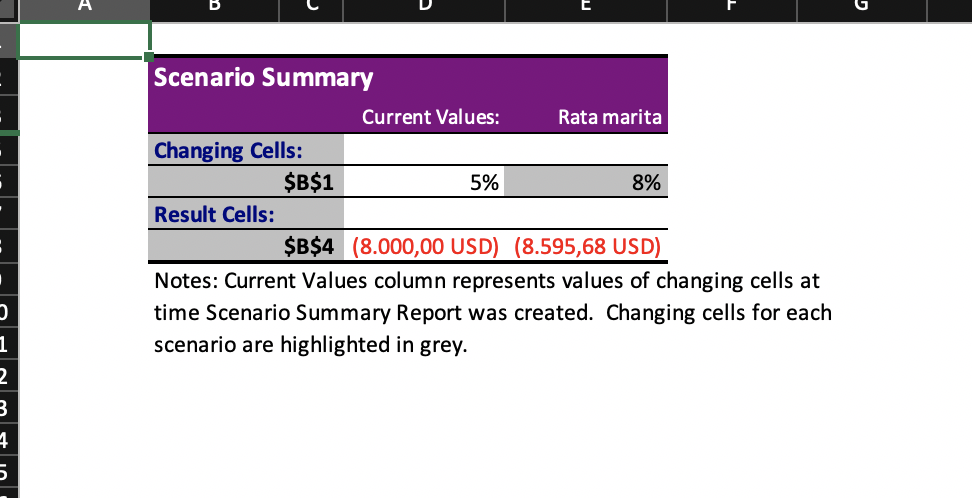 A B C D E F G
Scenario Summary
Current Values: Rata marita
Changing Cells:
$B$1 5% 8%
Result Cells:
$B$4 (8.000,00 USD) (8.595,68 USD)
Notes: Current Values column represents values of changing cells at
time Scenario Summary Report was created. Changing cells for each
scenario are highlighted in grey.